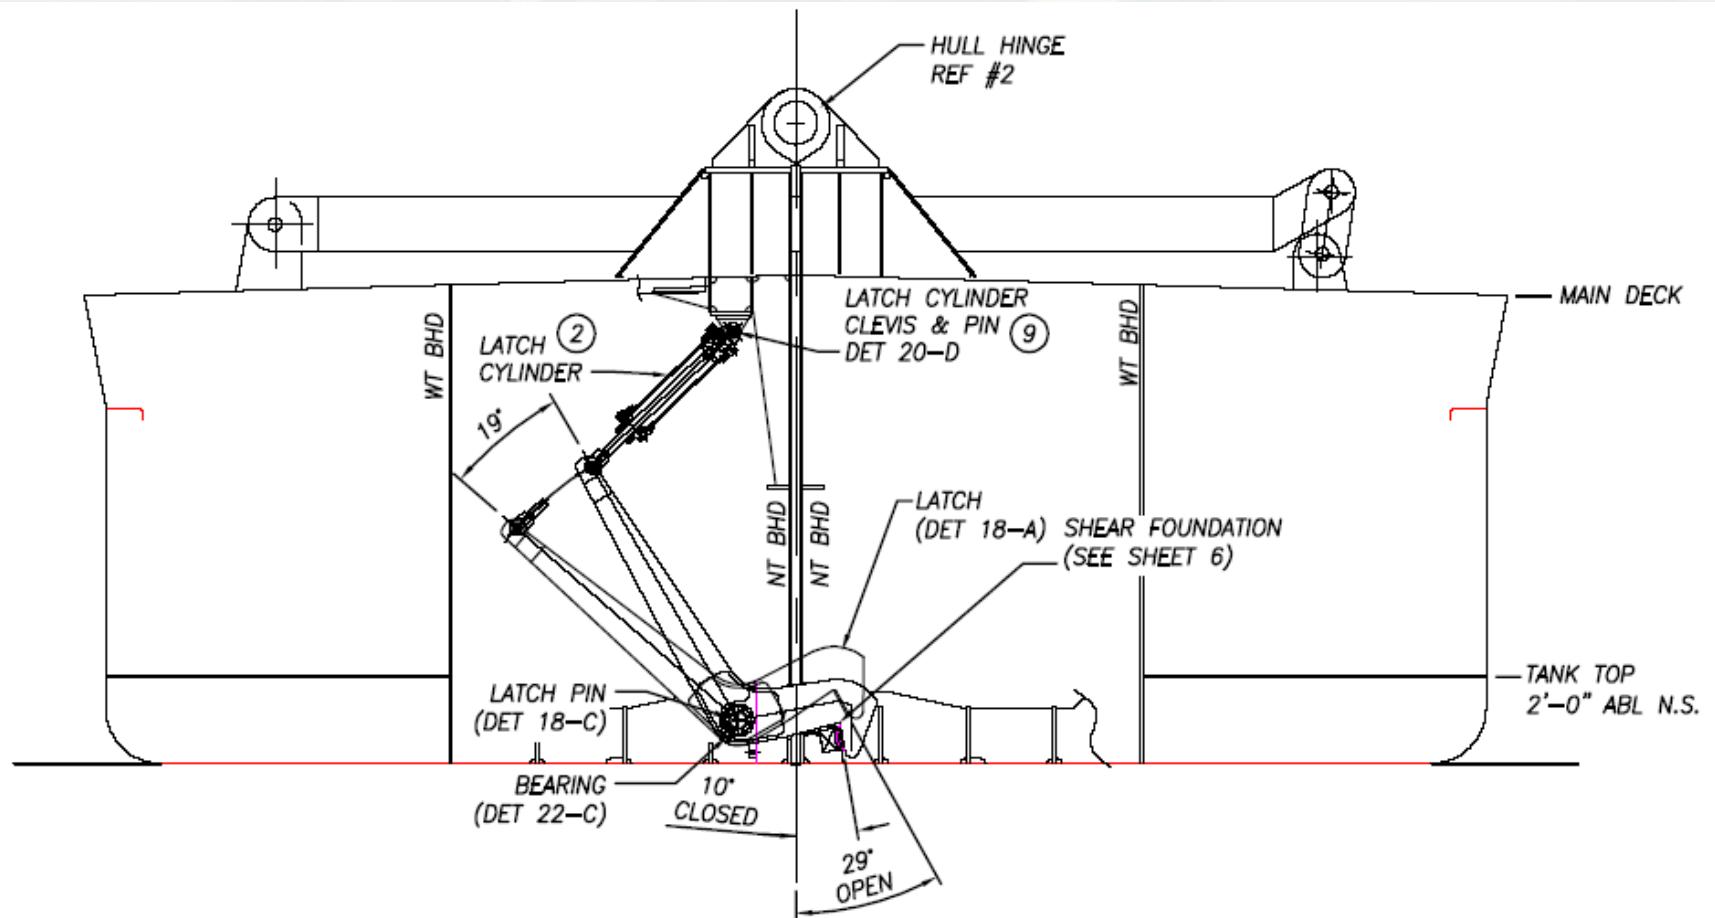 HULL HINGE
REF #2
MAIN DECK
LATCH CYLINDER
CLEVIS & PIN 9
DET 20-D
LATCH 2
CYLINDER
WT BHD
WT BHD
19°
NT BHD
NT BHD
LATCH
(DET 18-A)
SHEAR FOUNDATION
(SEE SHEET 6)
TANK TOP
2'-0" ABL N.S.
LATCH PIN
(DET 18-C)
BEARING
(DET 22-C)
10°
CLOSED
29°
OPEN